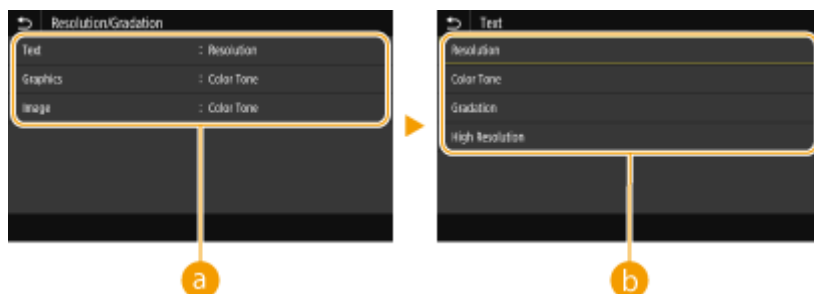 Resolution/Gradation
Text : Resolution
Graphics : Color Tone
Image : Color Tone
a
Text
Resolution
Color Tone
Gradation
High Resolution
b